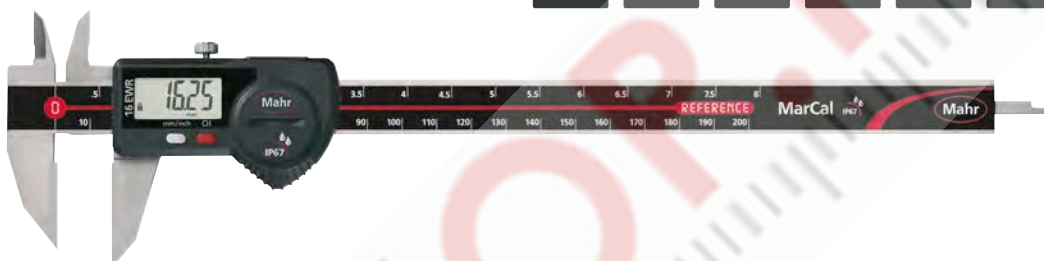 .5 3.5 4 4.5 5 5.5 6 6.5 7 7.5 8
16 EWR
16.25
mm
mm/inch
Mahr
IP67
0
REFERENCE
MarCal IP67
Mahr
10 90 100 110 120 130 140 150 160 170 180 190 200